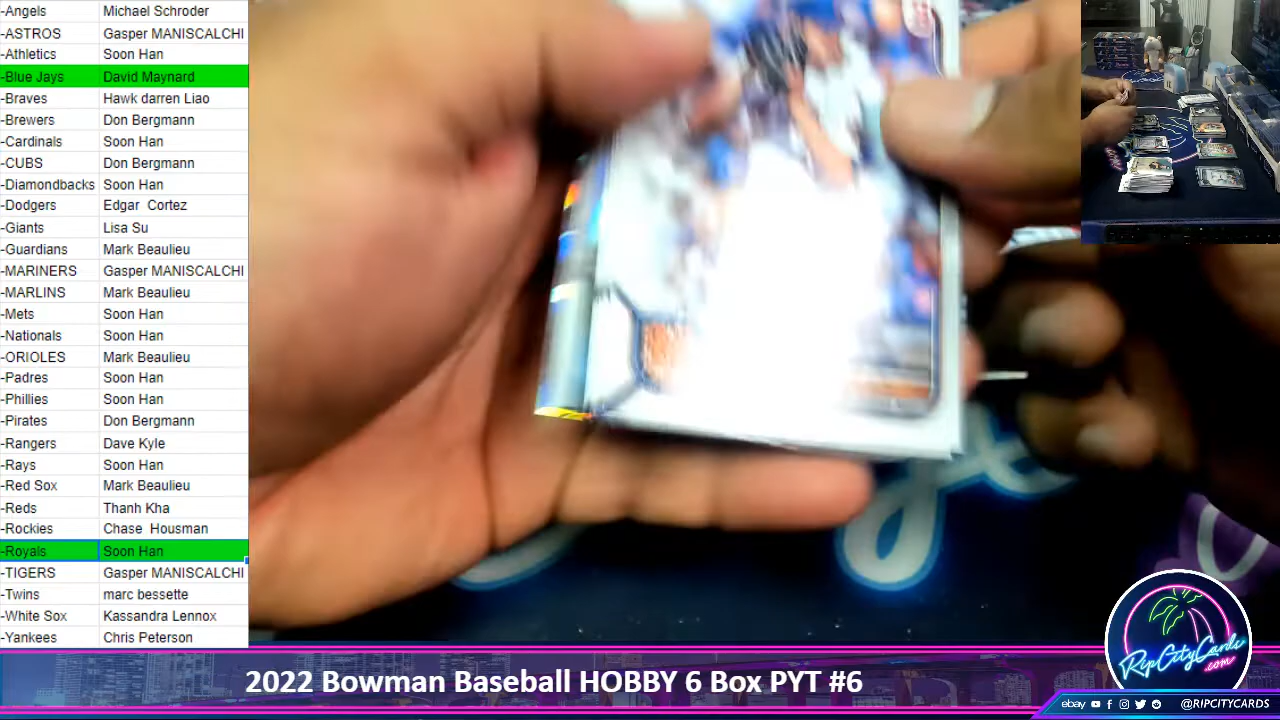 -Angels Michael Schroder
-ASTROS Gasper MANISCALCHI
-Athletics Soon Han
-Blue Jays David Maynard
-Braves Hawk darren Liao
-Brewers Don Bergmann
-Cardinals Soon Han
-CUBS Don Bergmann
-Diamondbacks Soon Han
-Dodgers Edgar Cortez
-Giants Lisa Su
-Guardians Mark Beaulieu
-MARINERS Gasper MANISCALCHI
-MARLINS Mark Beaulieu
-Mets Soon Han
-Nationals Soon Han
-ORIOLES Mark Beaulieu
-Padres Soon Han
-Phillies Soon Han
-Pirates Don Bergmann
-Rangers Dave Kyle
-Rays Soon Han
-Red Sox Mark Beaulieu
-Reds Thanh Kha
-Rockies Chase Housman
-Royals Soon Han
-TIGERS Gasper MANISCALCHI
-Twins marc bessette
-White Sox Kassandra Lennox
-Yankees Chris Peterson
RipCityCards
.com
2022 Bowman Baseball HOBBY 6 Box PYT #6
ebay @RIPCITYCARDS